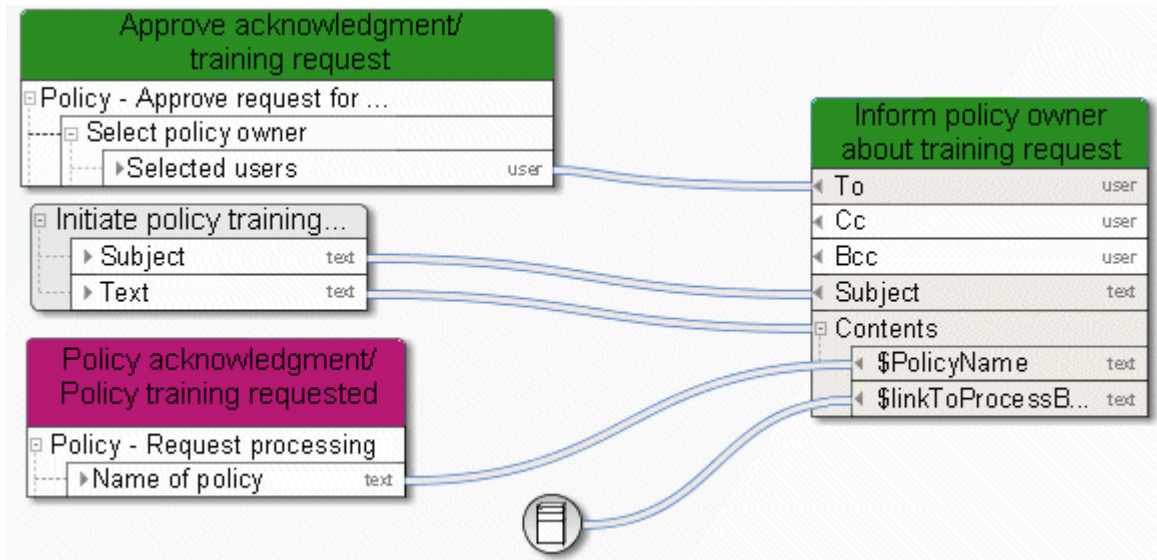 Approve acknowledgment/
training request
Policy - Approve request for ...
Select policy owner
Selected users user
Initiate policy training...
Subject text
Text text
Policy acknowledgment/
Policy training requested
Policy - Request processing
Name of policy text
Inform policy owner
about training request
To user
Cc user
Bcc user
Subject text
Contents
$PolicyName text
$linkToProcessB... text